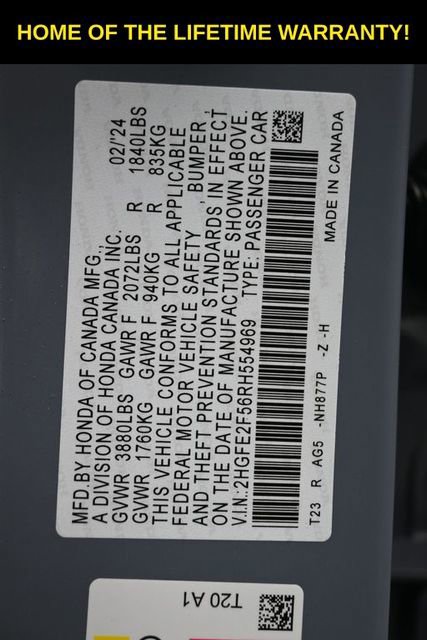 HOME OF THE LIFETIME WARRANTY!
MFD.BY HONDA OF CANADA MFG.,
A DIVISION OF HONDA CANADA INC. 02/'24
GVWR 3880LBS GAWR F 2072LBS R 1840LBS
GVWR 1760KG GAWR F 940KG R 835KG
THIS VEHICLE CONFORMS TO ALL APPLICABLE
FEDERAL MOTOR VEHICLE SAFETY , BUMPER ,
AND THEFT PREVENTION STANDARDS IN EFFECT
ON THE DATE OF MANUFACTURE SHOWN ABOVE.
V.I.N.:2HGFE2F56RH554969 TYPE: PASSENGER CAR
T23 R AG5 -NH877P -Z -H MADE IN CANADA
T20 A1